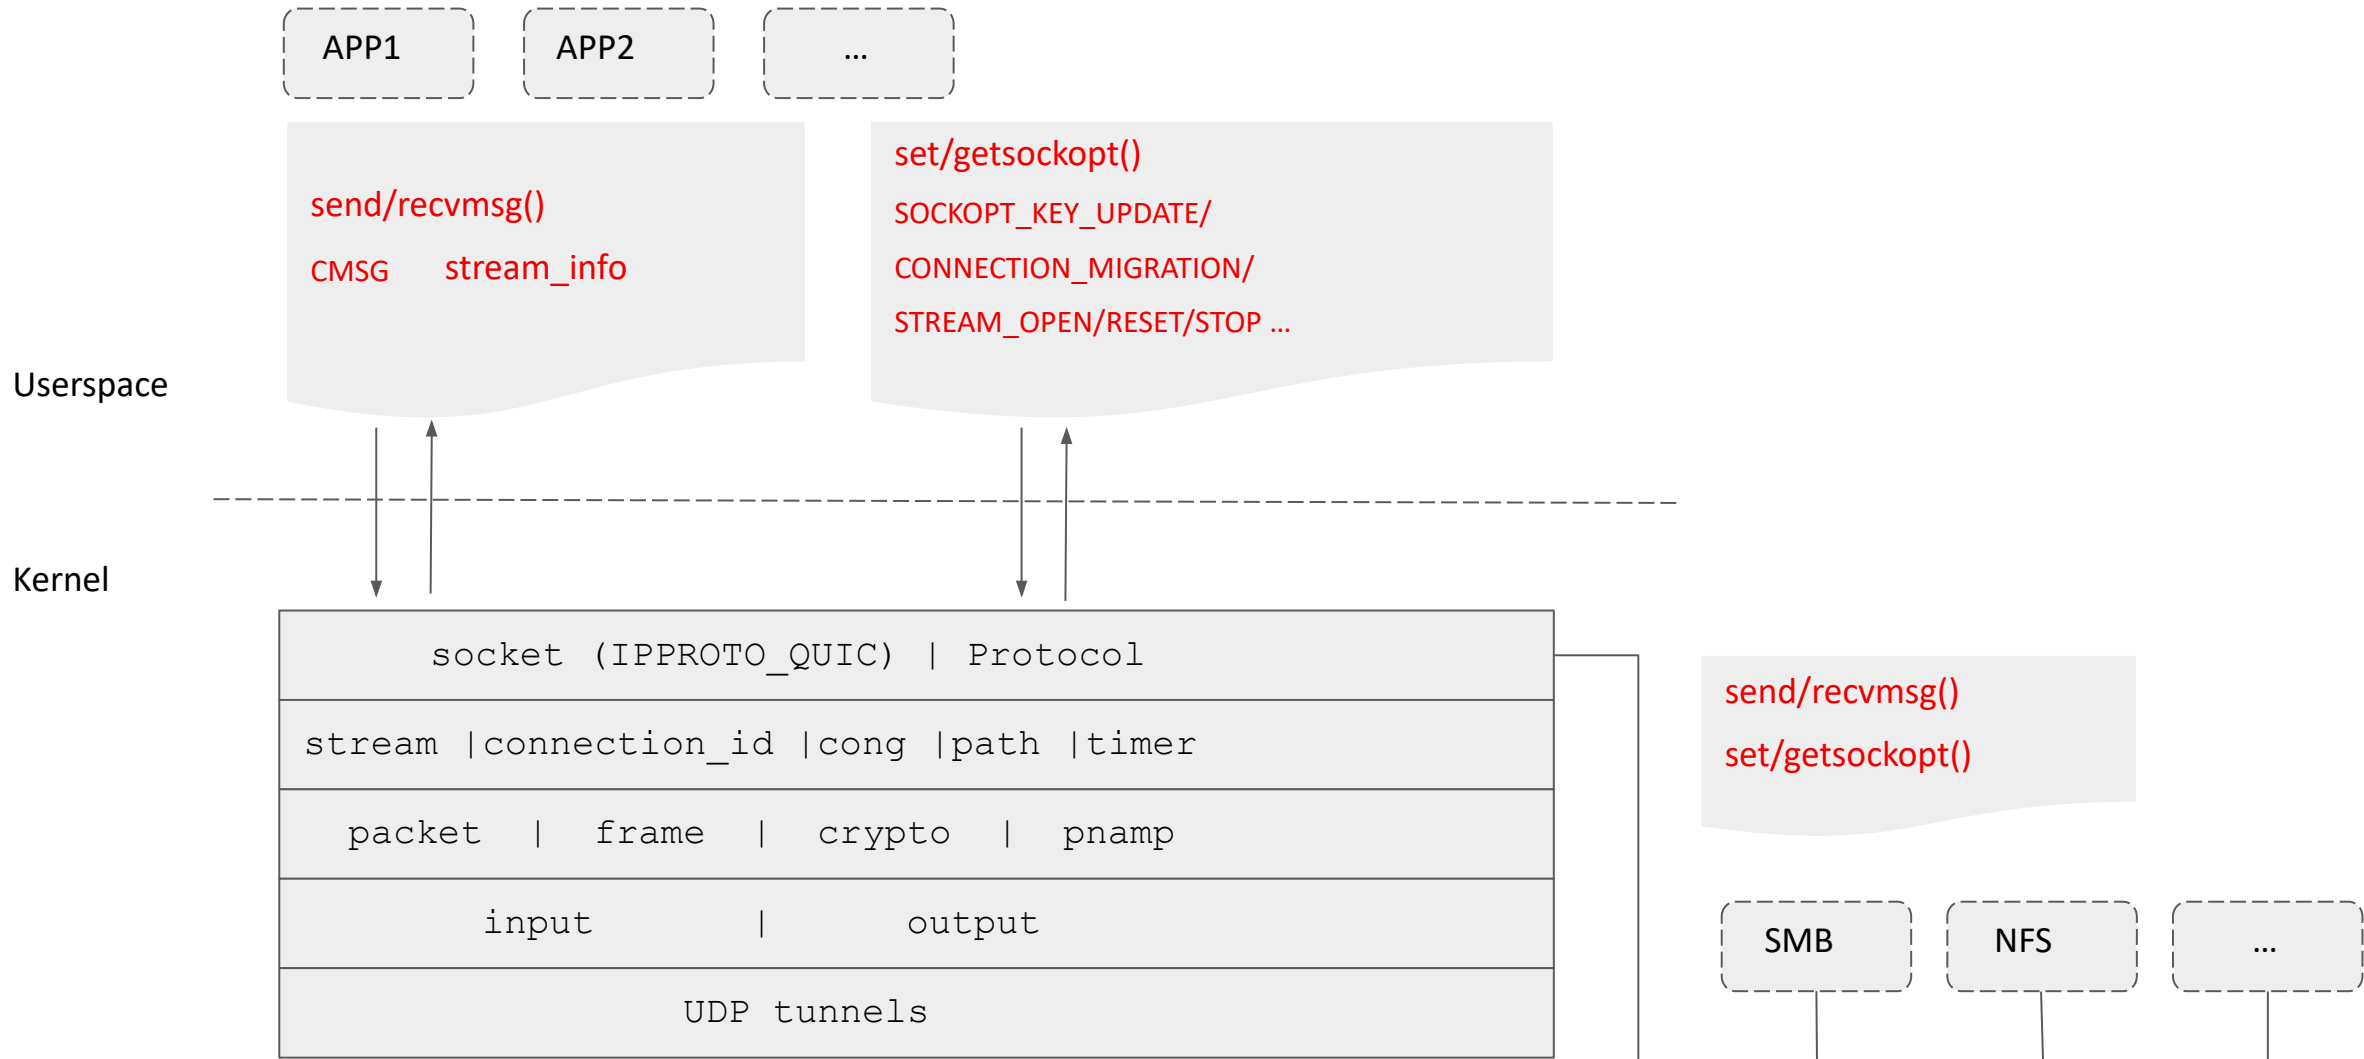 APP1 APP2 ...
send/recvmsg()
CMSG stream_info
set/getsockopt()
SOCKOPT_KEY_UPDATE/
CONNECTION_MIGRATION/
STREAM_OPEN/RESET/STOP ...
Userspace
Kernel
socket (IPPROTO_QUIC) | Protocol
stream |connection_id |cong |path |timer
packet | frame | crypto | pnamp
input | output
UDP tunnels
send/recvmsg()
set/getsockopt()
SMB NFS ...